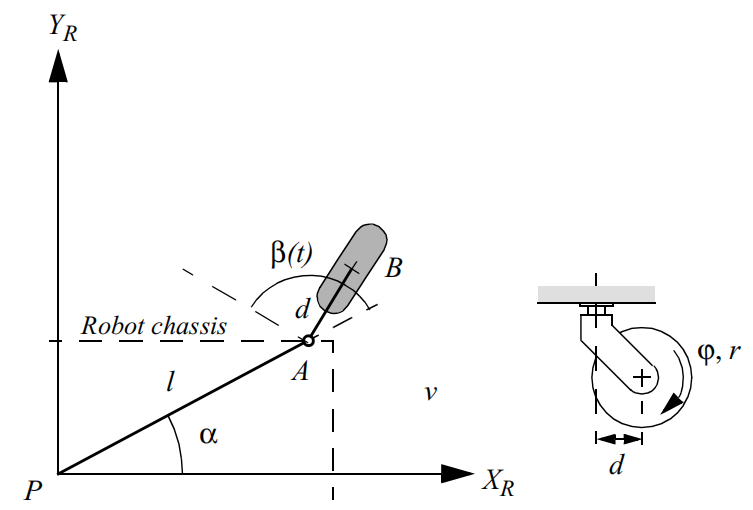 Y_R
β(t)
B
d
Robot chassis
A
φ, r
l
v
α
d
P
X_R